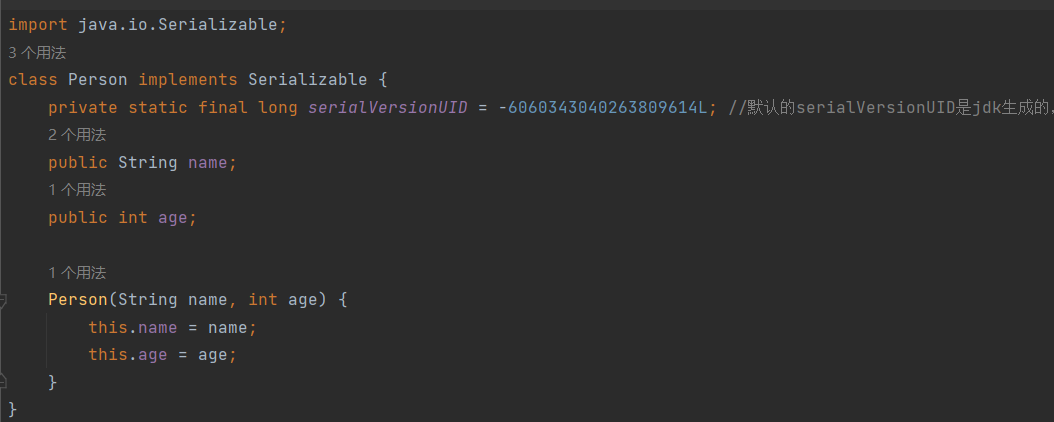 import java.io.Serializable;
3 个用法
class Person implements Serializable {
    private static final long serialVersionUID = -6060343040263809614L; //默认的serialVersionUID是jdk生成的,
    2 个用法
    public String name;
    1 个用法
    public int age;
    1 个用法
    Person(String name, int age) {
        this.name = name;
        this.age = age;
    }
}